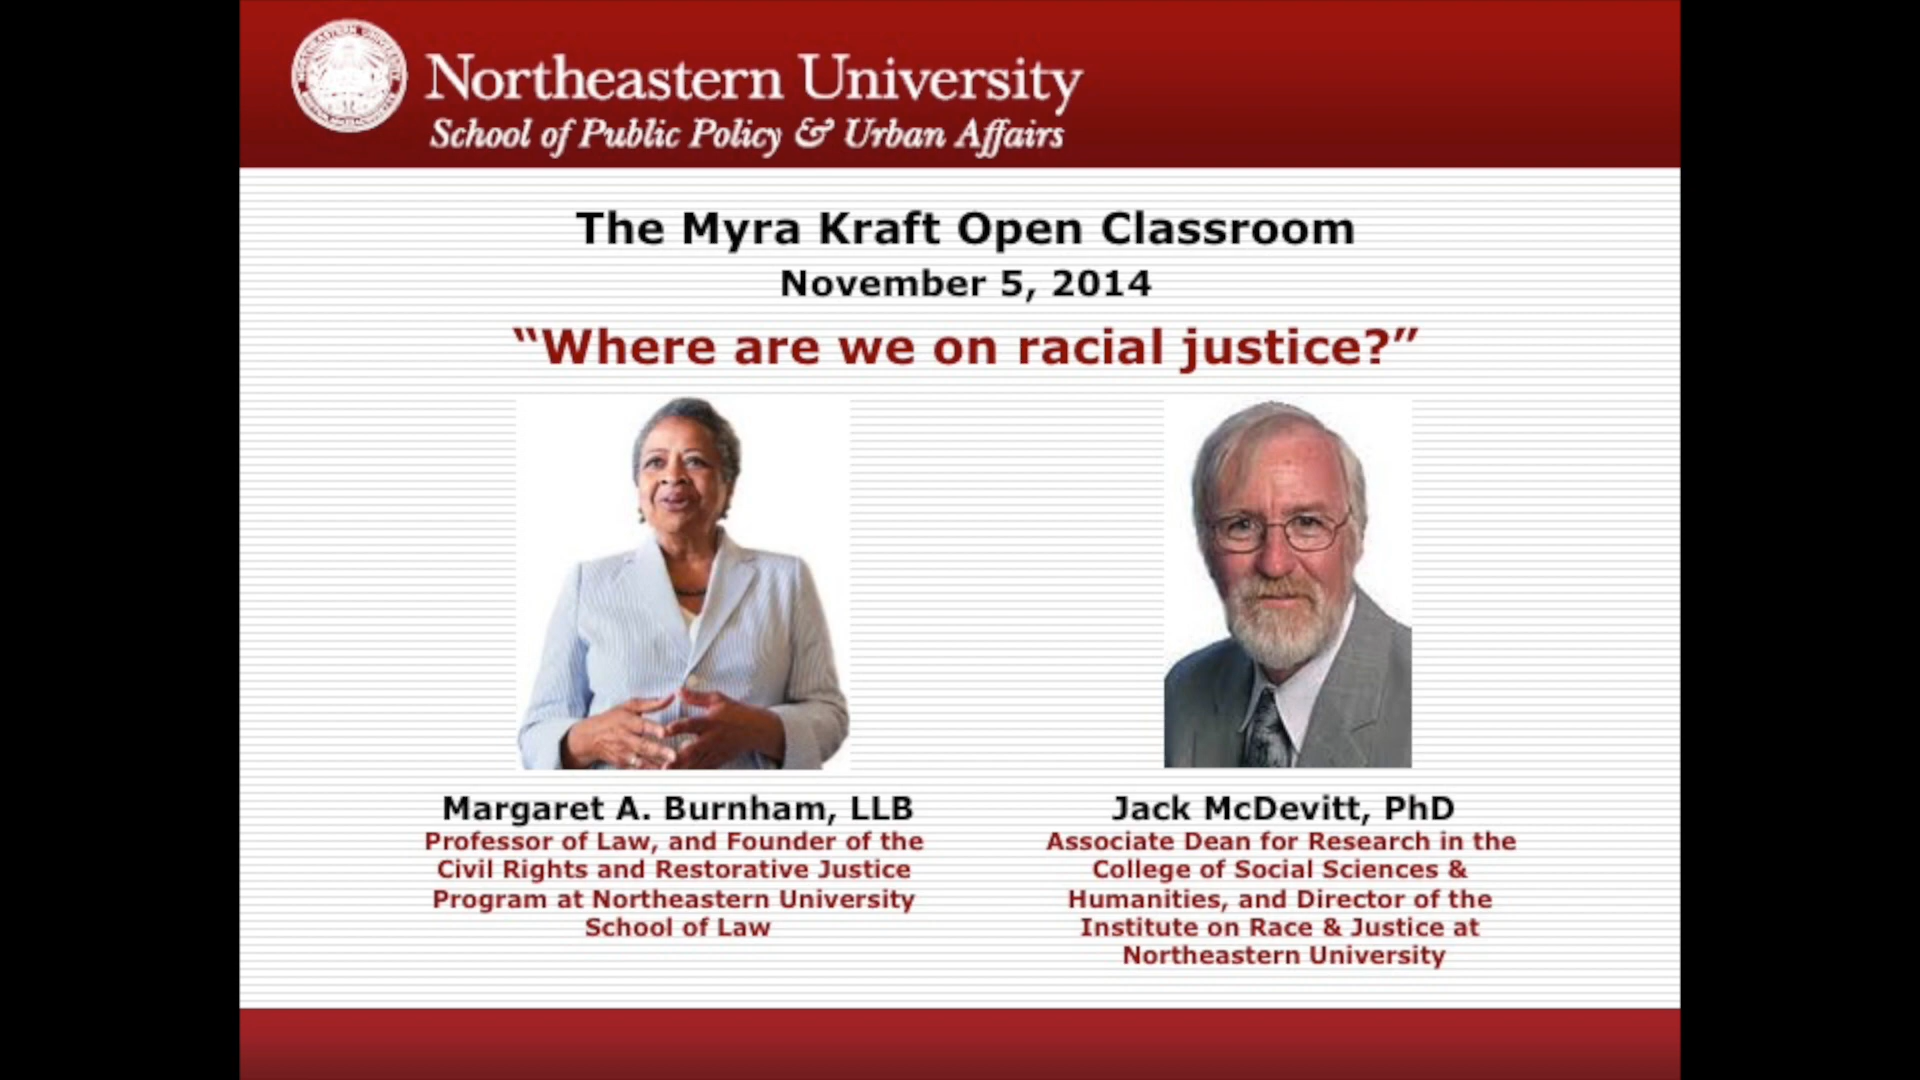 Northeastern University
School of Public Policy & Urban Affairs
The Myra Kraft Open Classroom
November 5, 2014
“Where are we on racial justice?”
Margaret A. Burnham, LLB
Professor of Law, and Founder of the
Civil Rights and Restorative Justice
Program at Northeastern University
School of Law
Jack McDevitt, PhD
Associate Dean for Research in the
College of Social Sciences &
Humanities, and Director of the
Institute on Race & Justice at
Northeastern University